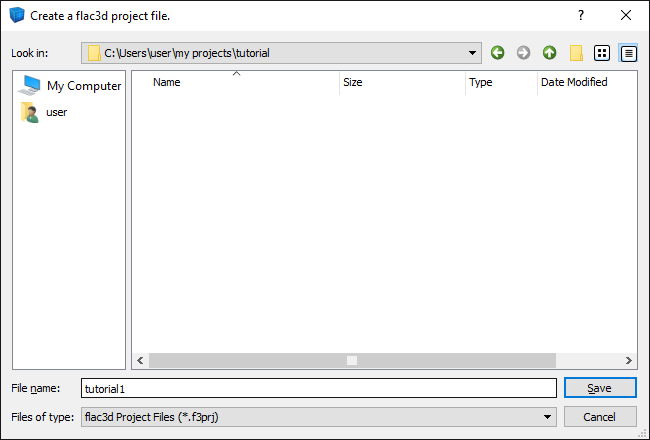 Create a flac3d project file.
Look in: C:\Users\user\my projects\tutorial
My Computer
user
Name Size Type Date Modified
File name: tutorial1 Save
Files of type: flac3d Project Files (*.f3prj) Cancel